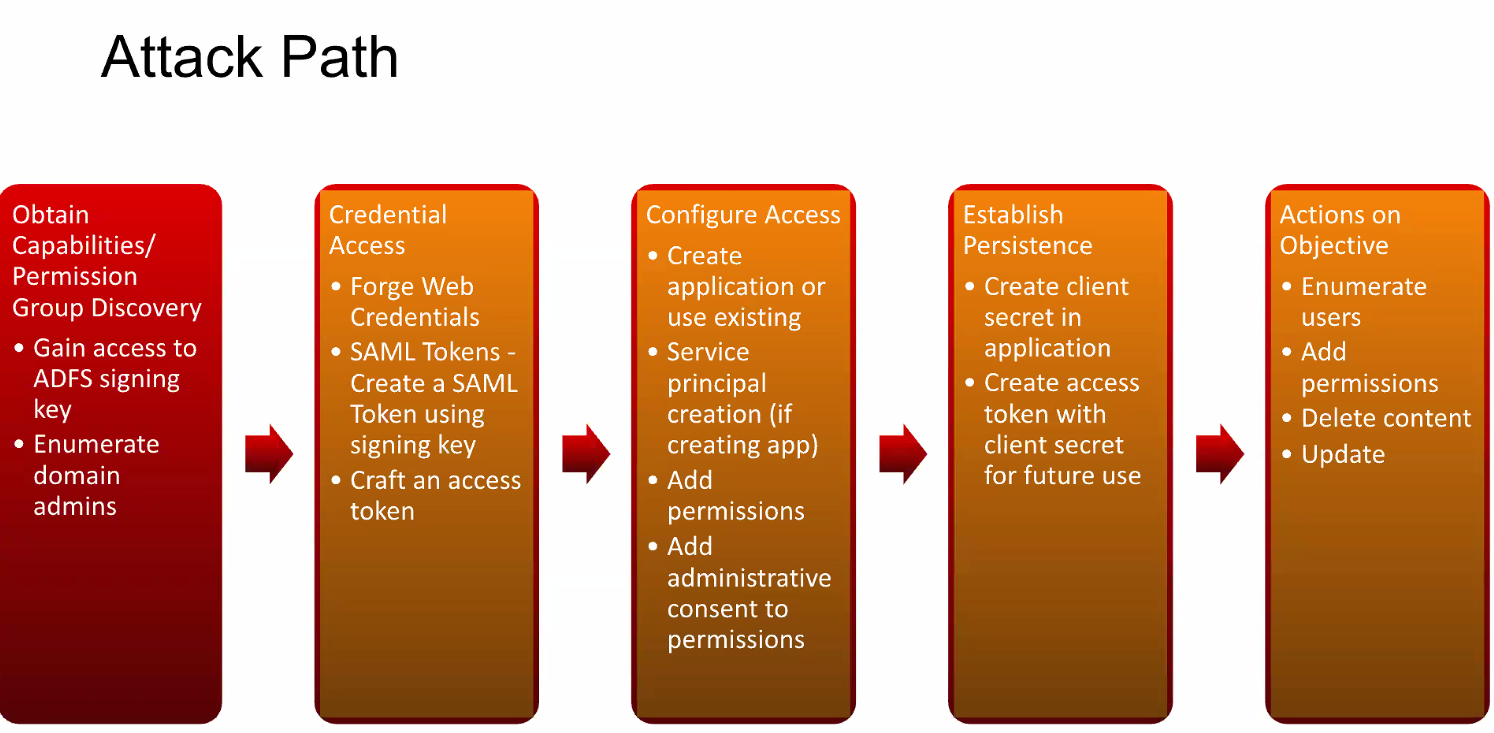 Attack Path
Obtain
Capabilities/
Permission
Group Discovery
• Gain access to
ADFS signing
key
• Enumerate
domain
admins
Credential
Access
• Forge Web
Credentials
• SAML Tokens -
Create a SAML
Token using
signing key
• Craft an access
token
Configure Access
• Create
application or
use existing
• Service
principal
creation (if
creating app)
• Add
permissions
• Add
administrative
consent to
permissions
Establish
Persistence
• Create client
secret in
application
• Create access
token with
client secret
for future use
Actions on
Objective
• Enumerate
users
• Add
permissions
• Delete content
• Update